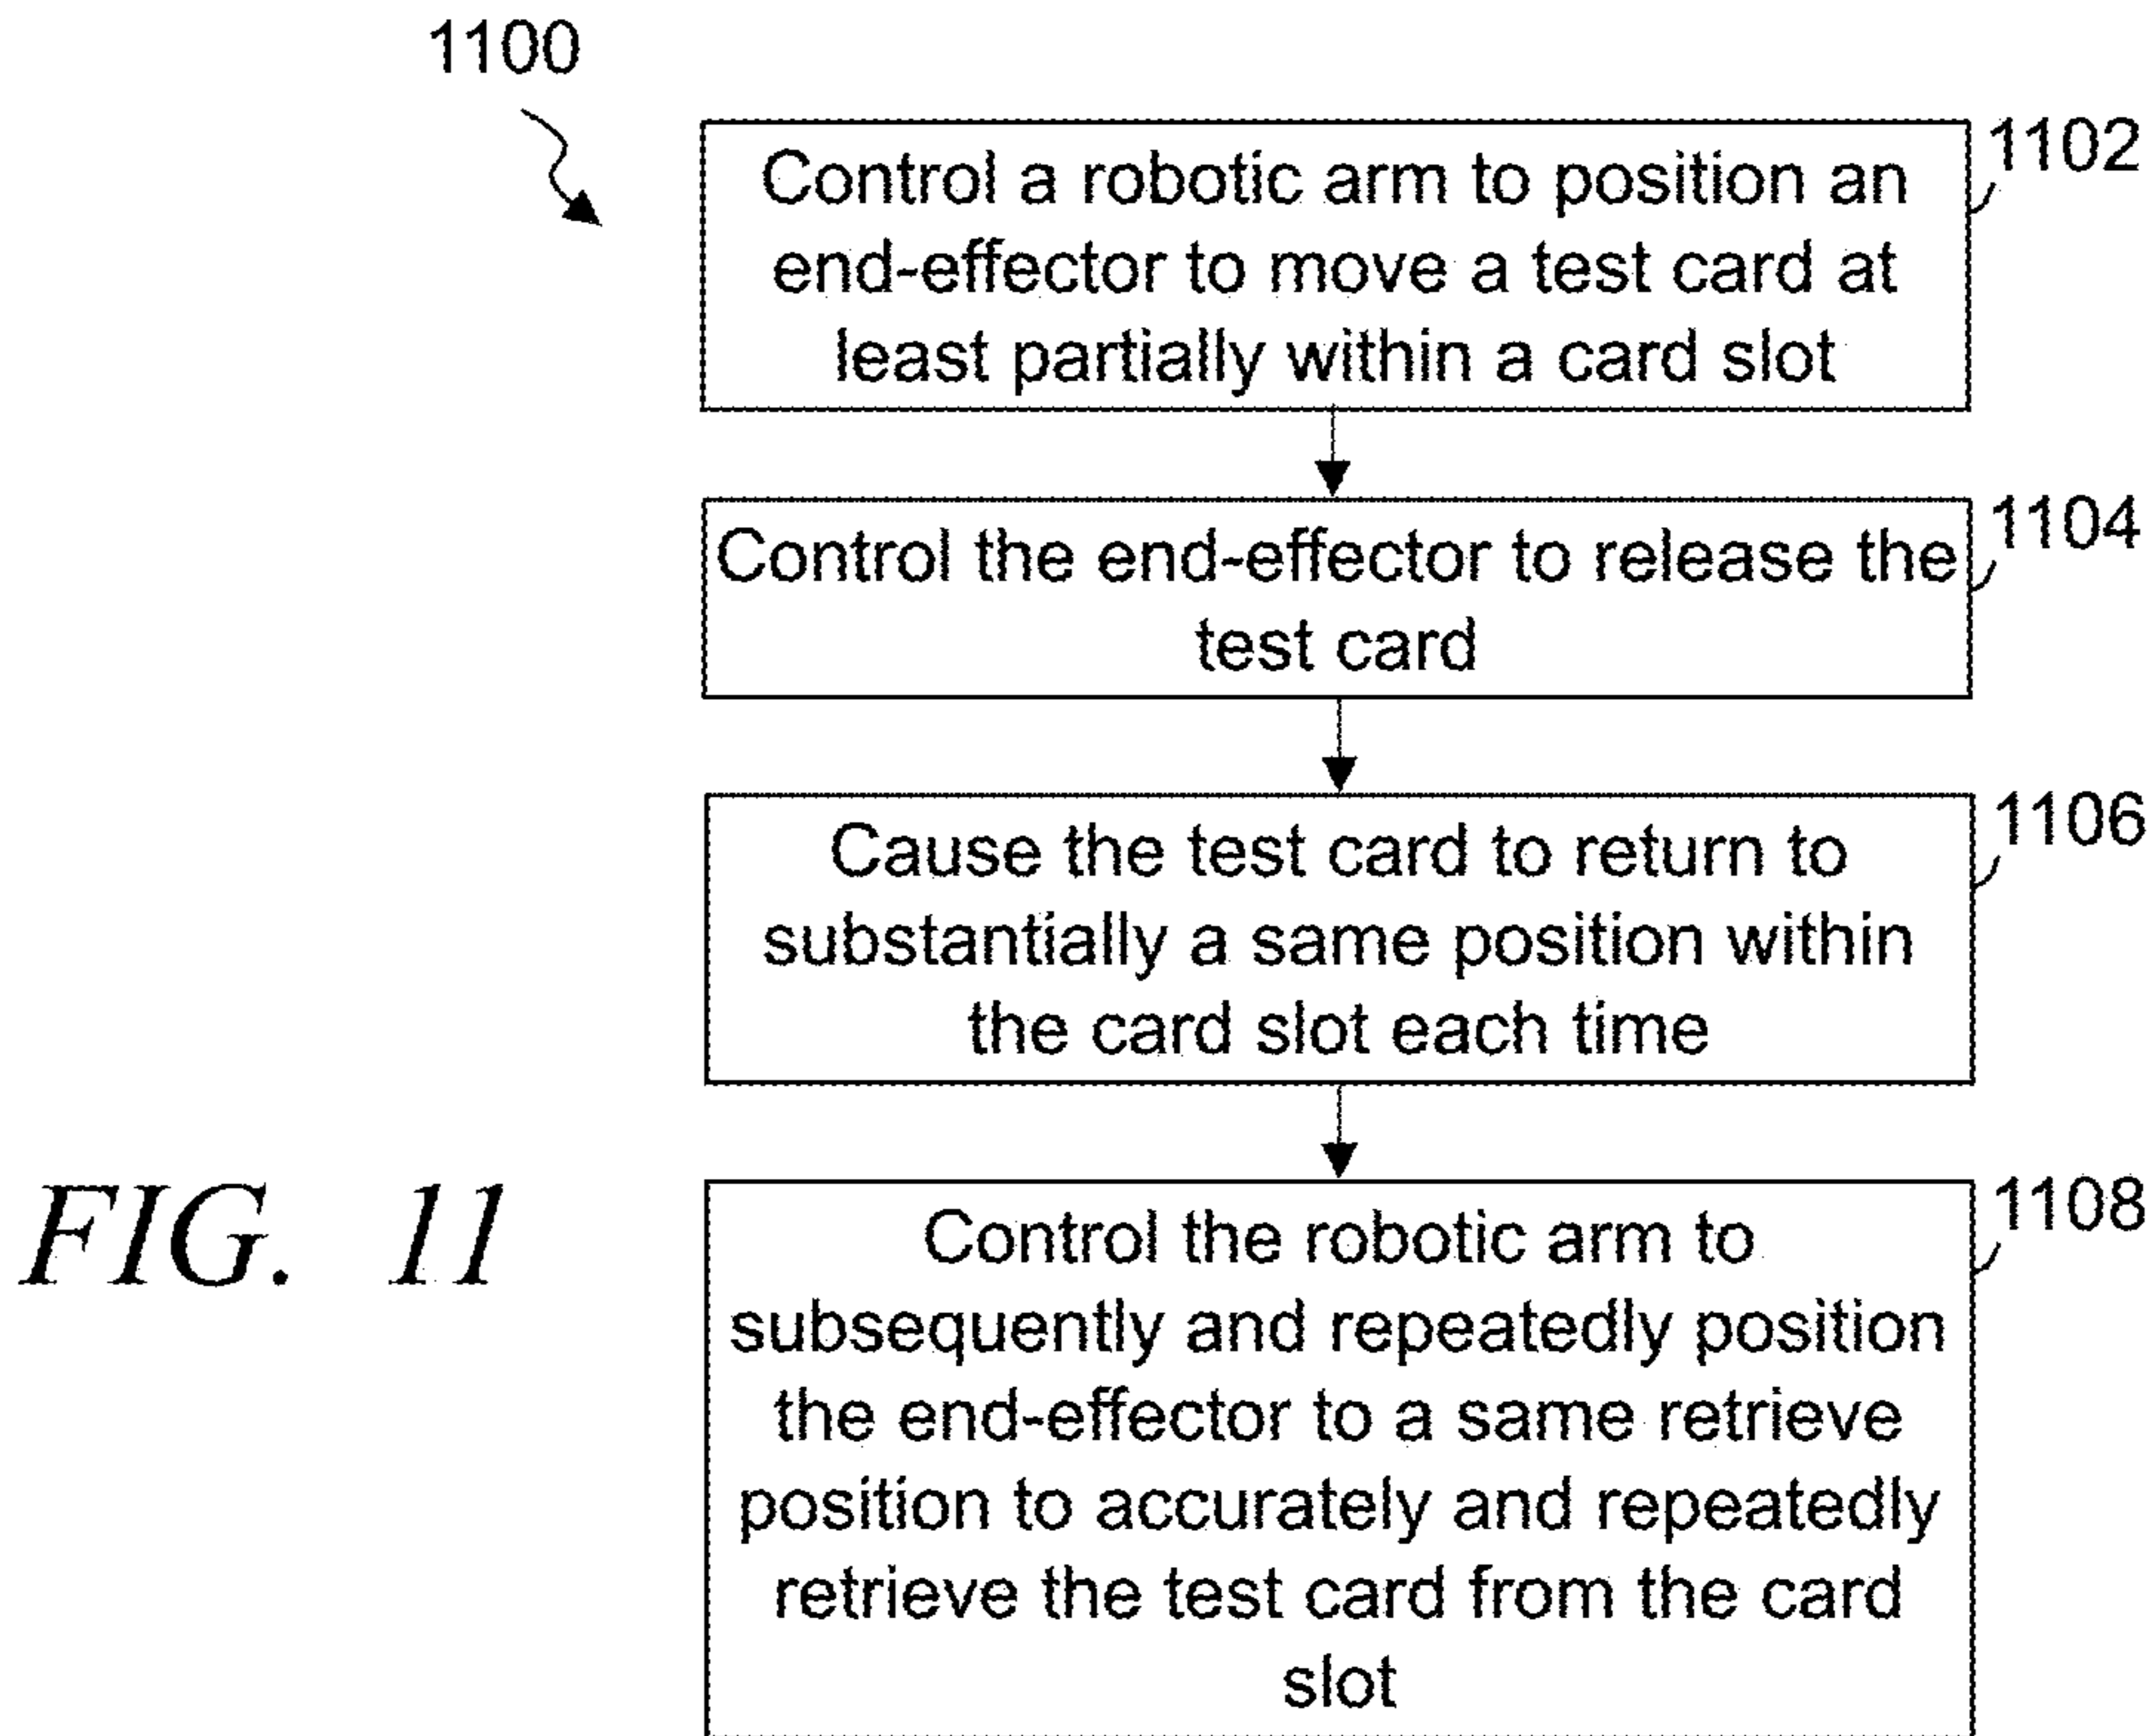 1100
1102
Control a robotic arm to position an
end-effector to move a test card at
least partially within a card slot
1104
Control the end-effector to release the
test card
1106
Cause the test card to return to
substantially a same position within
the card slot each time
1108
Control the robotic arm to
subsequently and repeatedly position
the end-effector to a same retrieve
position to accurately and repeatedly
retrieve the test card from the card
slot
FIG. 11